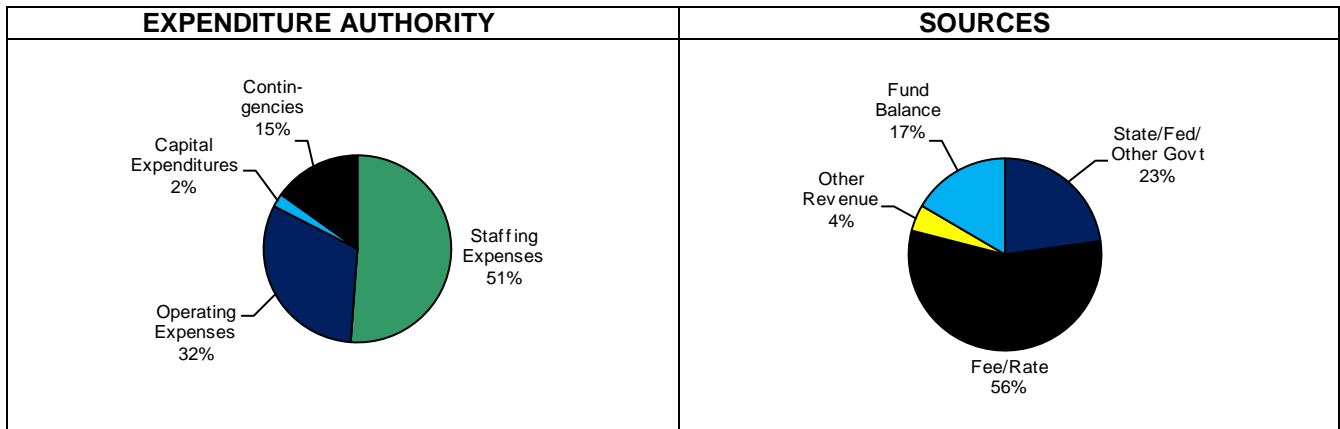 EXPENDITURE AUTHORITY
Contin-
gencies
15%
Capital
Expenditures
2%
Staffing
Expenses
51%
Operating
Expenses
32%
SOURCES
Fund
Balance
17%
State/Fed/
Other Govt
23%
Other
Revenue
4%
Fee/Rate
56%